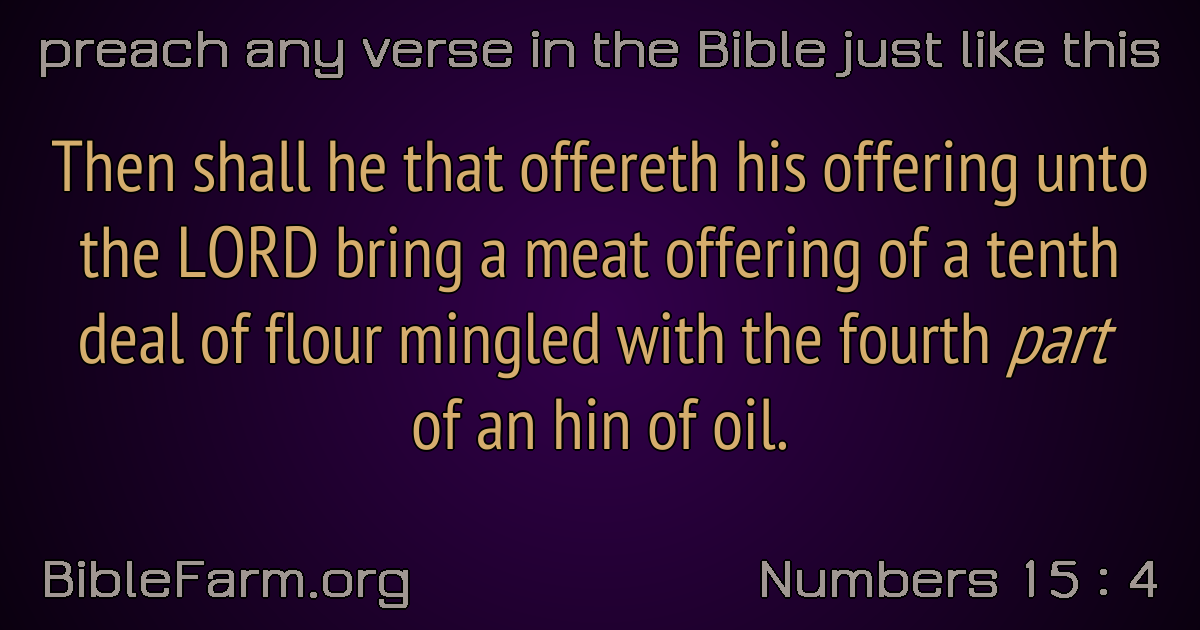 preach any verse in the Bible just like this
Then shall he that offereth his offering unto
the LORD bring a meat offering of a tenth
deal of flour mingled with the fourth part
of an hin of oil.
BibleFarm.org
Numbers 15 : 4